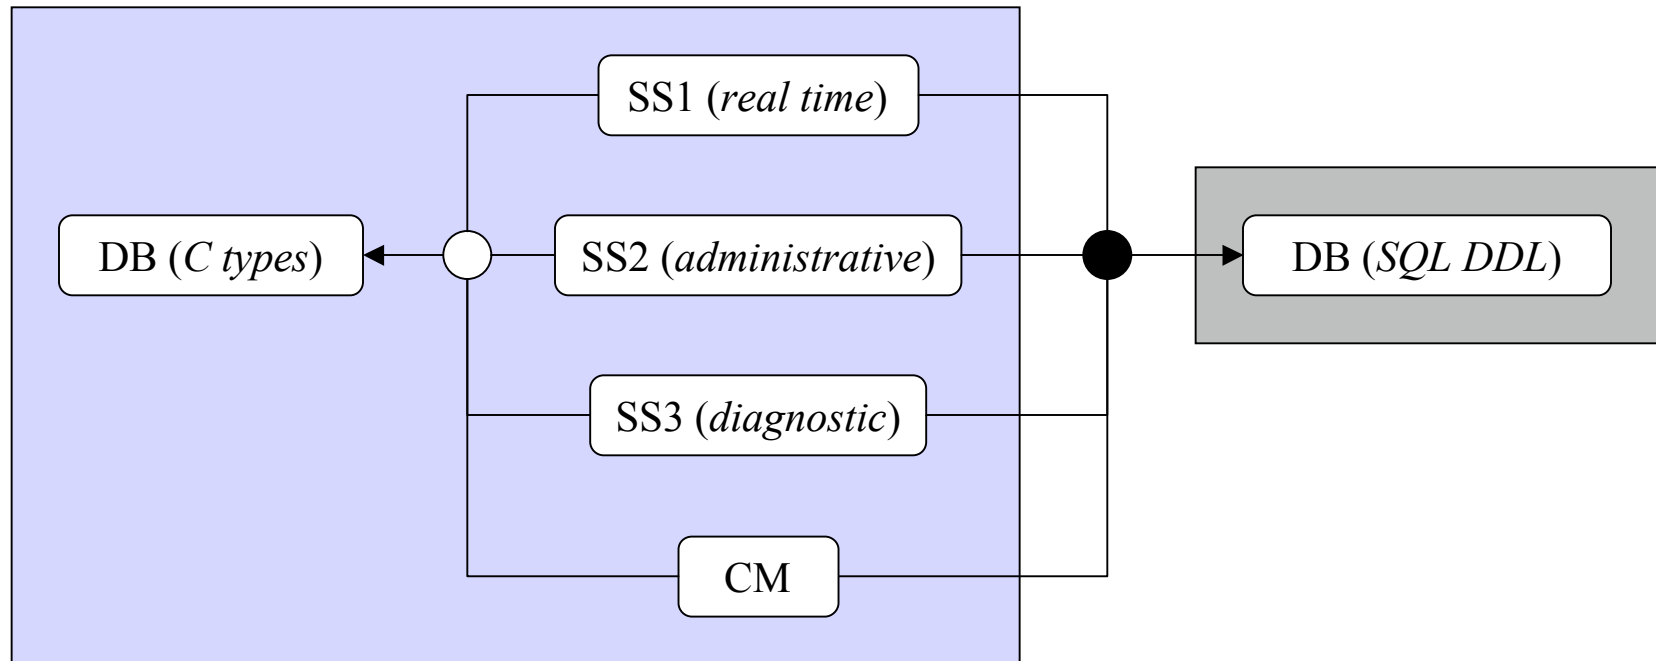 SS1 (real time)
DB (C types)
SS2 (administrative)
DB (SQL DDL)
SS3 (diagnostic)
CM